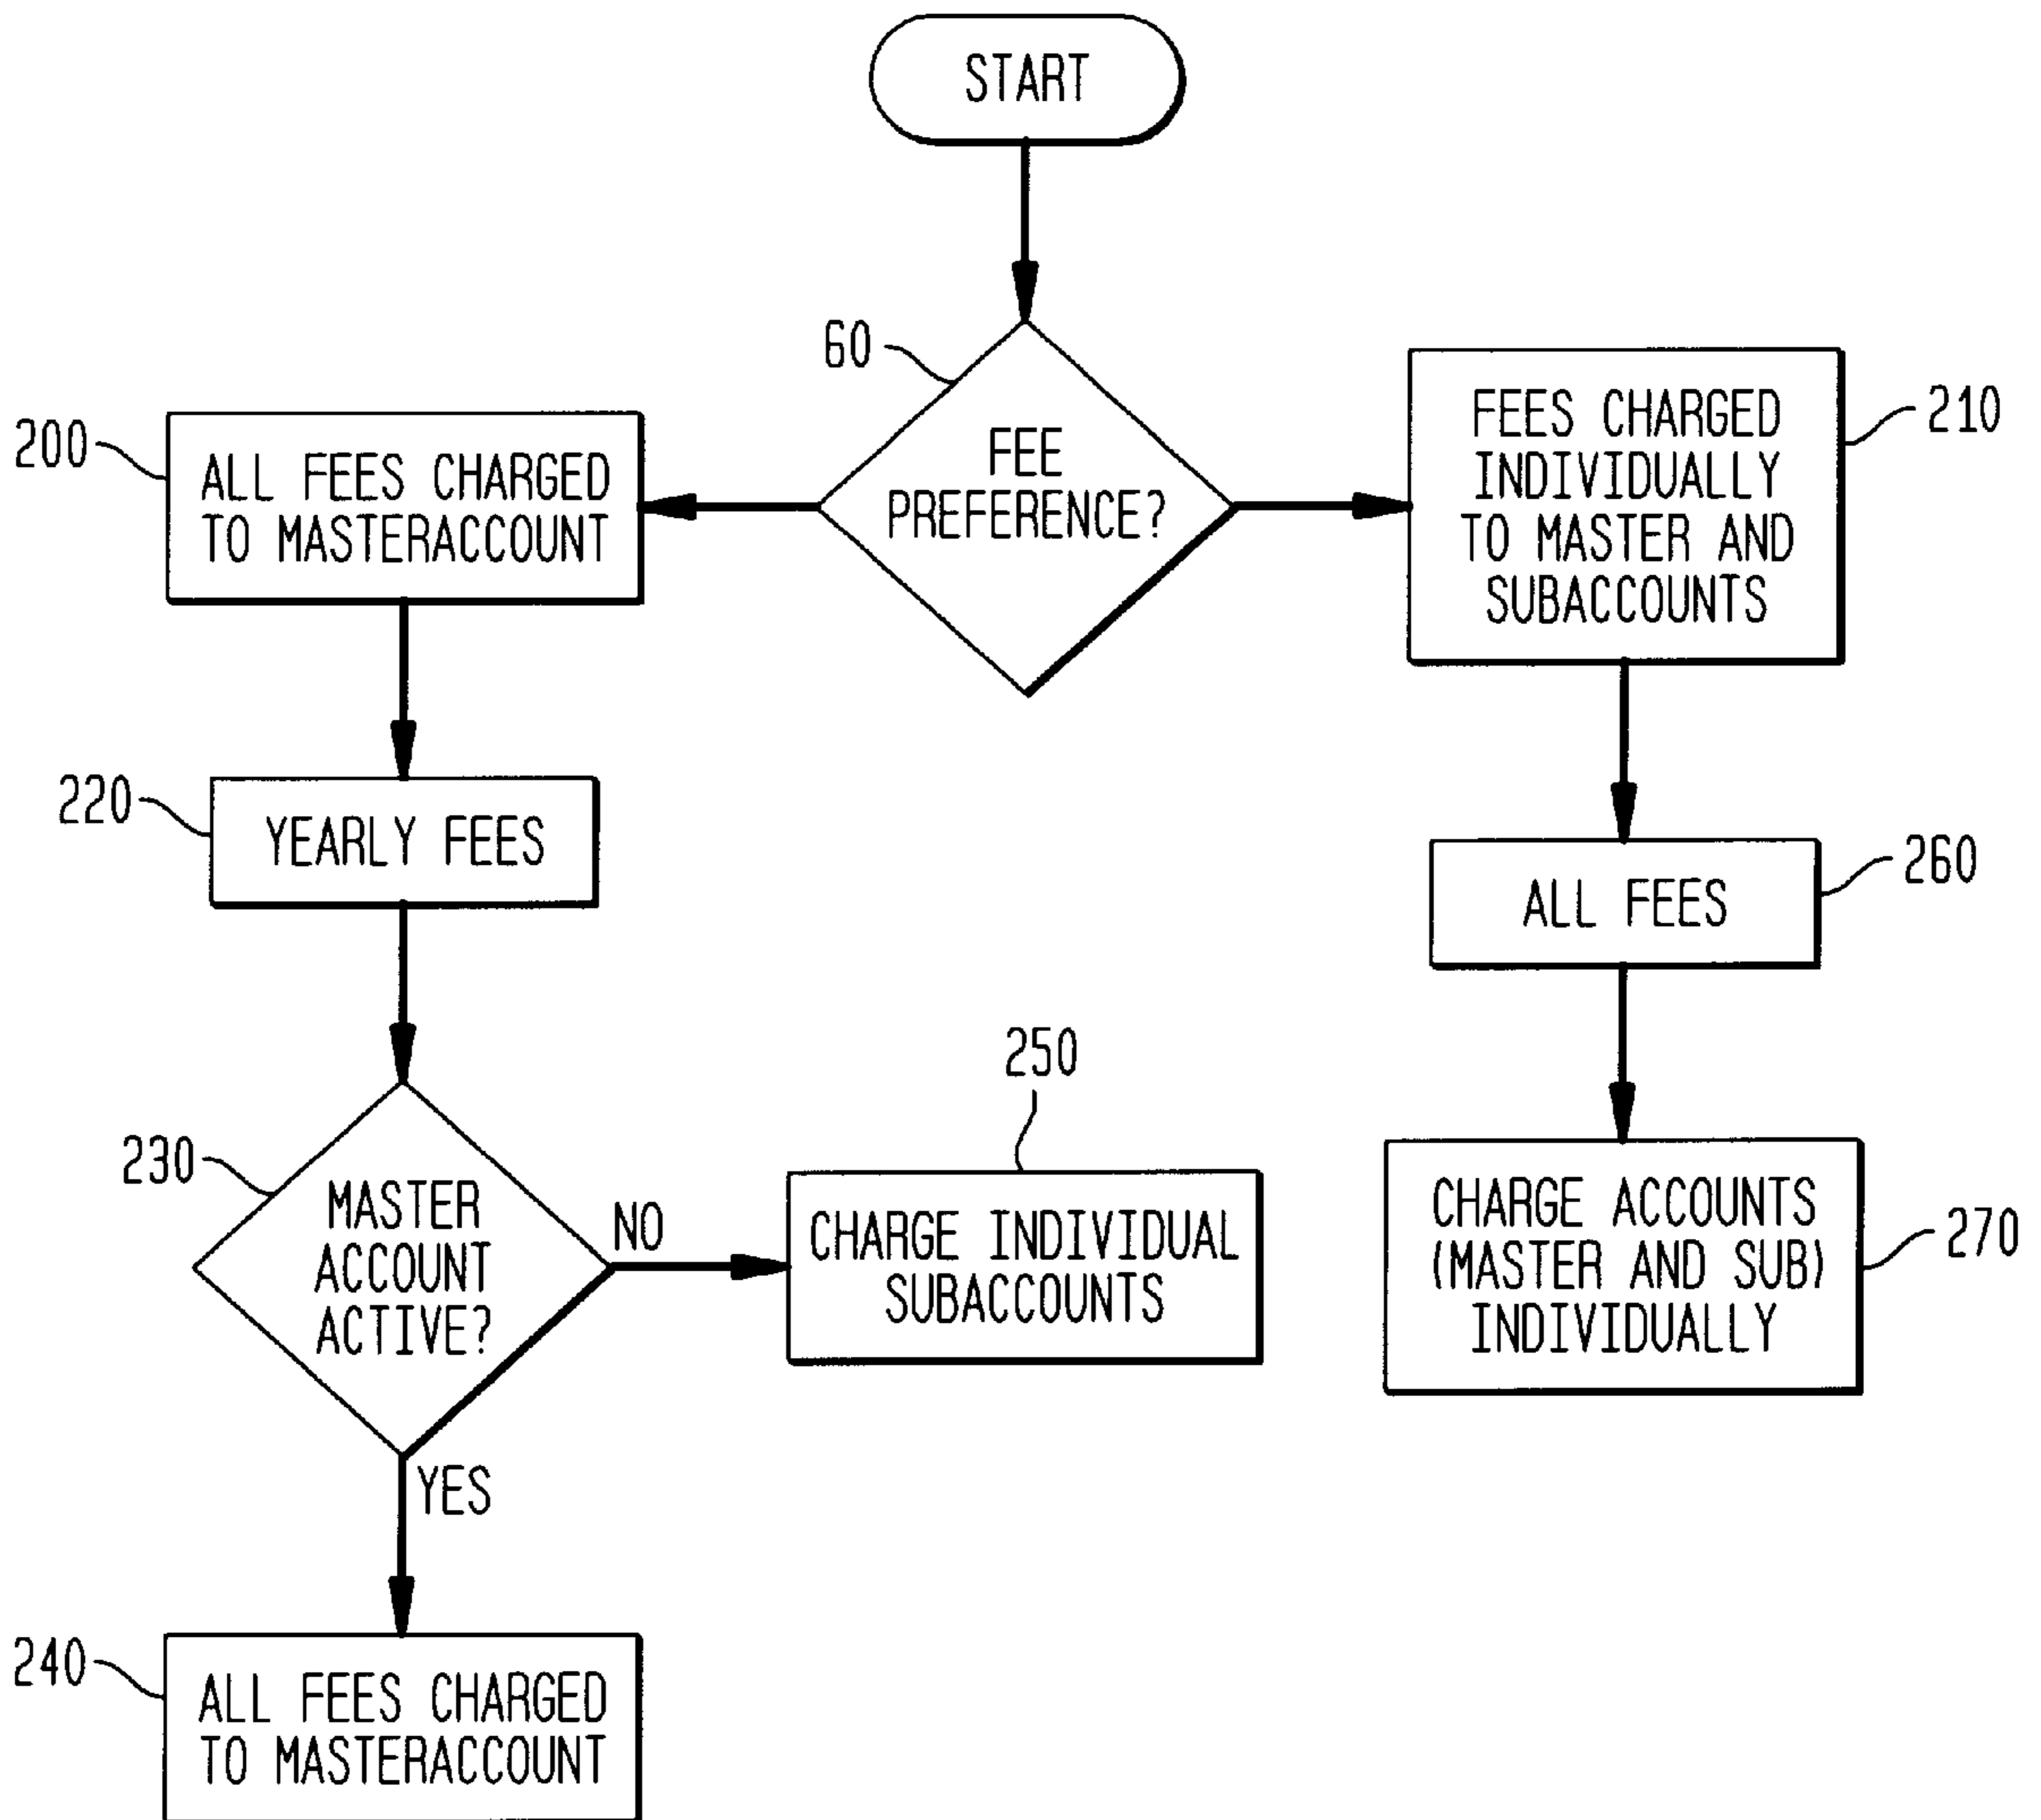 START
60
FEE
PREFERENCE?
200
ALL FEES CHARGED
TO MASTERACCOUNT
FEES CHARGED
INDIVIDUALLY
TO MASTER AND
SUBACCOUNTS
210
220
YEARLY FEES
ALL FEES
260
230
MASTER
ACCOUNT
ACTIVE?
NO
YES
250
CHARGE INDIVIDUAL
SUBACCOUNTS
CHARGE ACCOUNTS
(MASTER AND SUB)
INDIVIDUALLY
270
240
ALL FEES CHARGED
TO MASTERACCOUNT